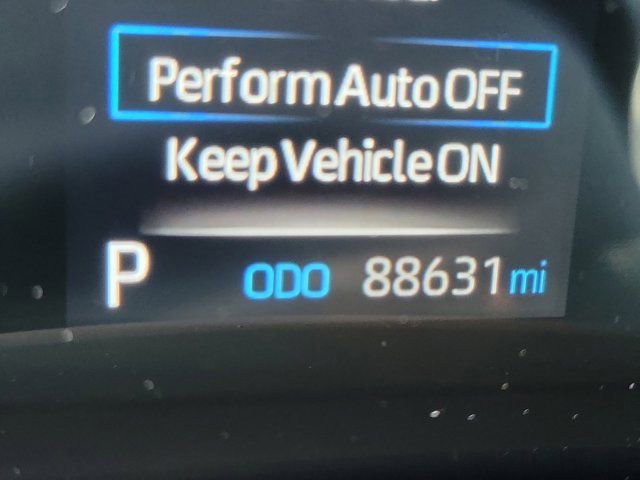 Perform Auto OFF
Keep Vehicle ON
P ODO 88631 mi